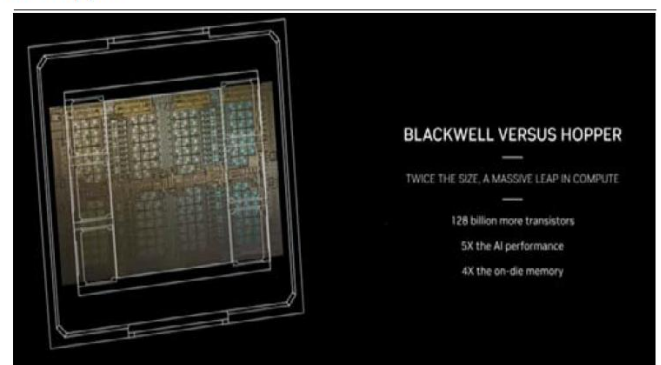 BLACKWELL VERSUS HOPPER
TWICE THE SIZE, A MASSIVE LEAP IN COMPUTE
128 billion more transistors
5X the AI performance
4X the on-die memory